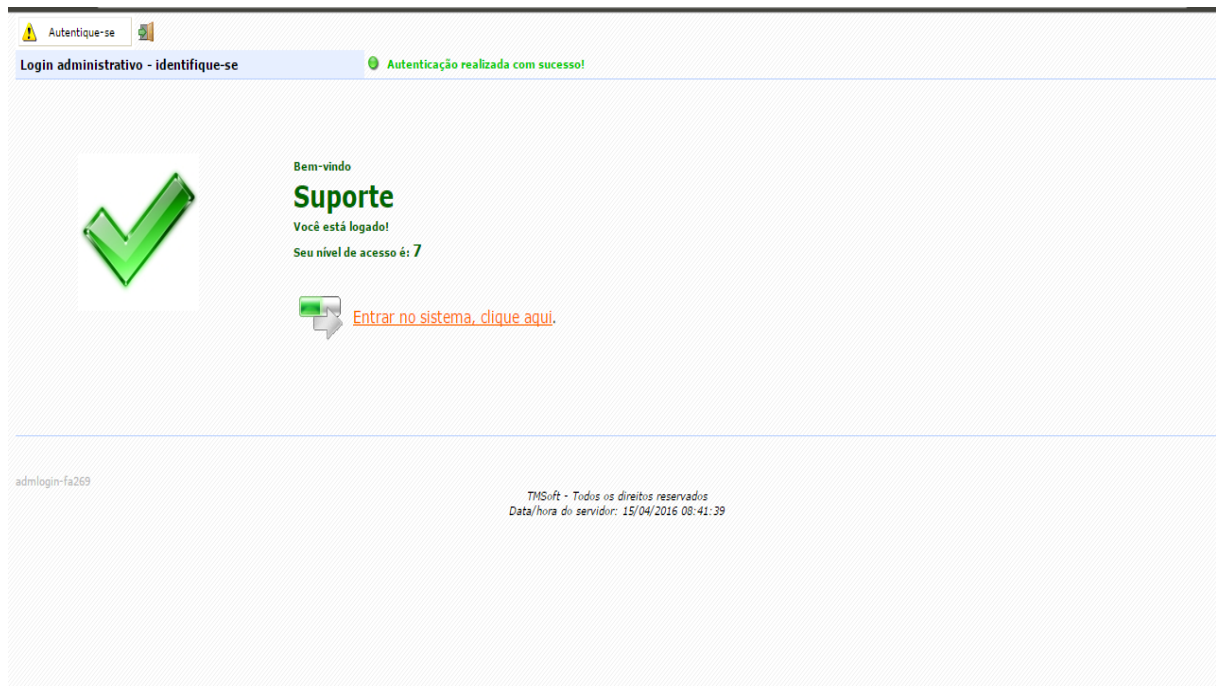 Autentique-se
Login administrativo - identifique-se
Autenticação realizada com sucesso!
Bem-vindo
Suporte
Você está logado!
Seu nível de acesso é: 7
Entrar no sistema, clique aqui.
admlogin-fa269
TMSoft - Todos os direitos reservados
Data/hora do servidor: 15/04/2016 08:41:39